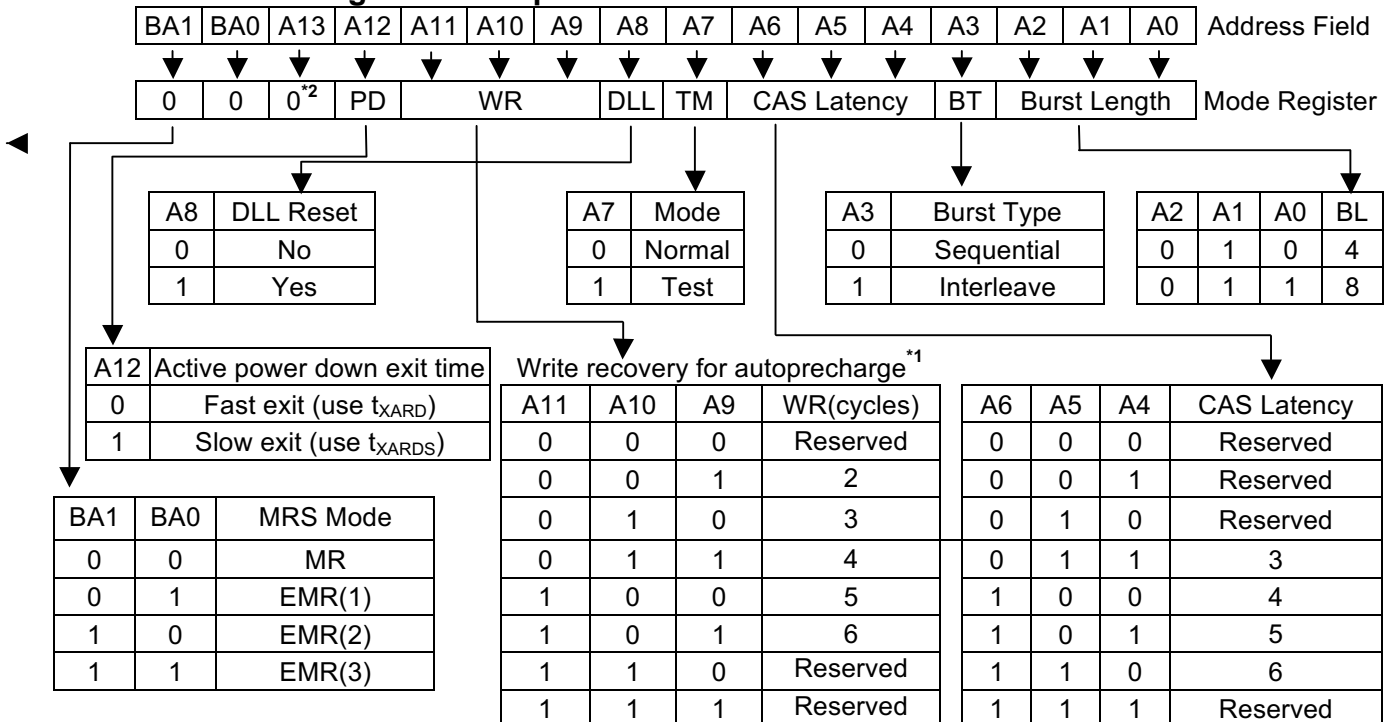 BA1 BA0 A13 A12 A11 A10 A9 A8 A7 A6 A5 A4 A3 A2 A1 A0 Address Field
0 0 0*2 PD WR DLL TM CAS Latency BT Burst Length Mode Register
A8 DLL Reset
0 No
1 Yes
A7 Mode
0 Normal
1 Test
A3 Burst Type
0 Sequential
1 Interleave
A2 A1 A0 BL
0 1 0 4
0 1 1 8
A12 Active power down exit time
0 Fast exit (use tXARD)
1 Slow exit (use tXARDS)
BA1 BA0 MRS Mode
0 0 MR
0 1 EMR(1)
1 0 EMR(2)
1 1 EMR(3)
Write recovery for autoprecharge*1
A11 A10 A9 WR(cycles)
0 0 0 Reserved
0 0 1 2
0 1 0 3
0 1 1 4
1 0 0 5
1 0 1 6
1 1 0 Reserved
1 1 1 Reserved
A6 A5 A4 CAS Latency
0 0 0 Reserved
0 0 1 Reserved
0 1 0 Reserved
0 1 1 3
1 0 0 4
1 0 1 5
1 1 0 6
1 1 1 Reserved